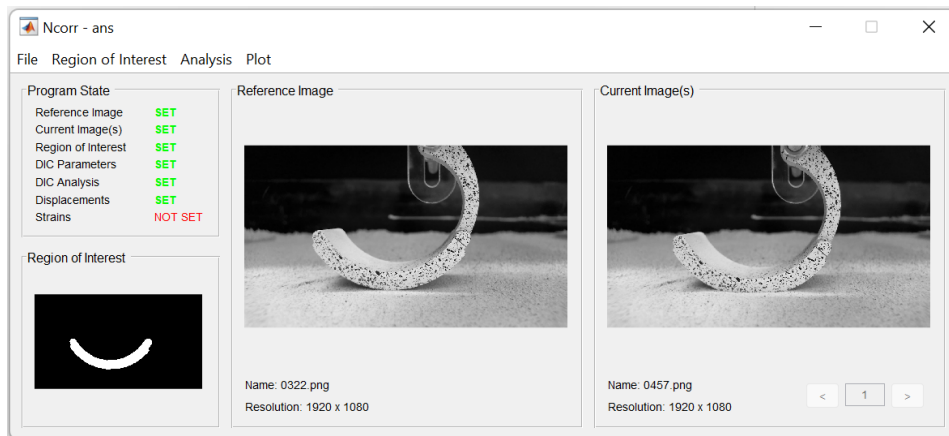 Ncorr - ans
File Region of Interest Analysis Plot
Program State
Reference Image SET
Current Image(s) SET
Region of Interest SET
DIC Parameters SET
DIC Analysis SET
Displacements SET
Strains NOT SET
Region of Interest
Reference Image
Name: 0322.png
Resolution: 1920 x 1080
Current Image(s)
Name: 0457.png
Resolution: 1920 x 1080
< 1 >